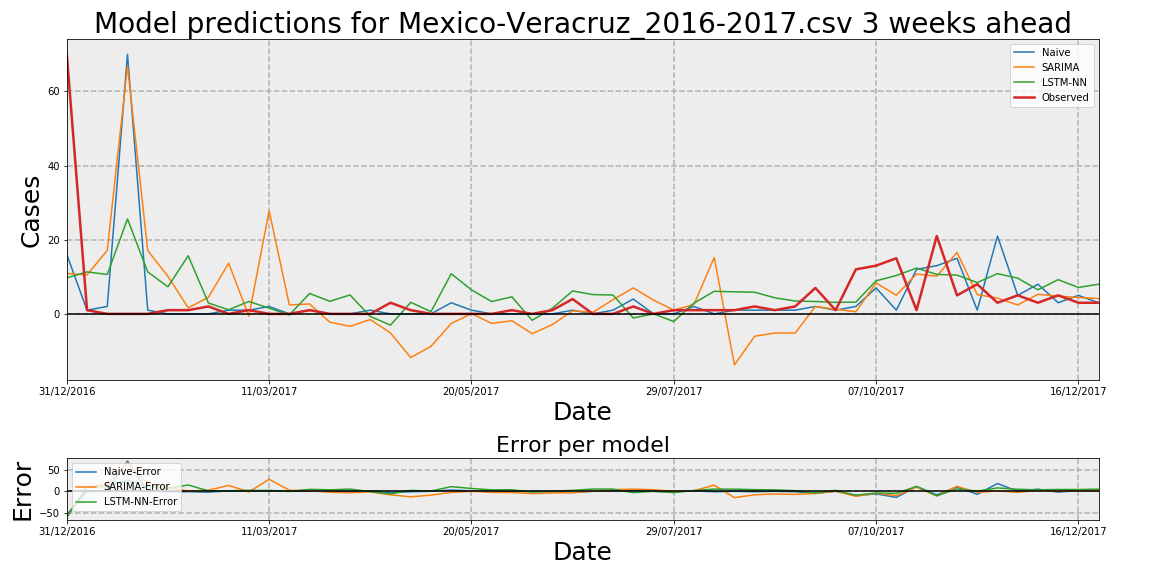 Model predictions for Mexico-Veracruz_2016-2017.csv 3 weeks ahead
Naive
SARIMA
LSTM-NN
Observed
Cases
60
40
20
0
31/12/2016 11/03/2017 20/05/2017 29/07/2017 07/10/2017 16/12/2017
Date
Error per model
Error
50
0
−50
Naive-Error
SARIMA-Error
LSTM-NN-Error
31/12/2016 11/03/2017 20/05/2017 29/07/2017 07/10/2017 16/12/2017
Date